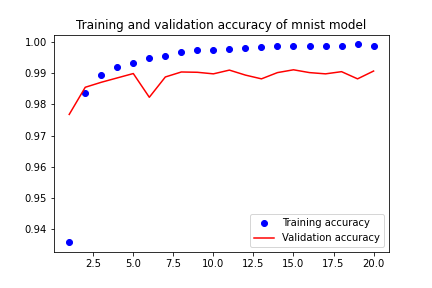 Training and validation accuracy of mnist model
1.00
0.99
0.98
0.97
0.96
0.95
0.94
Training accuracy
Validation accuracy
2.5 5.0 7.5 10.0 12.5 15.0 17.5 20.0